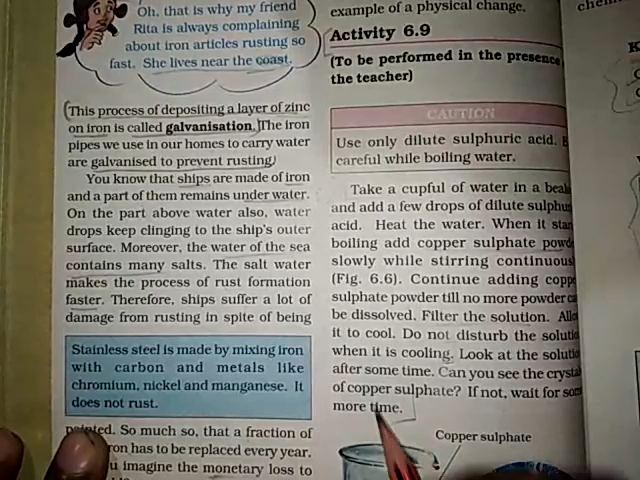 Oh, that is why my friend
Rita is always complaining
about iron articles rusting so
fast. She lives near the coast.
This process of depositing a layer of zinc
on iron is called galvanisation. The iron
pipes we use in our homes to carry water
are galvanised to prevent rusting.
You know that ships are made of iron
and a part of them remains under water.
On the part above water also, water
drops keep clinging to the ship's outer
surface. Moreover, the water of the sea
contains many salts. The salt water
makes the process of rust formation
faster. Therefore, ships suffer a lot of
damage from rusting in spite of being
Stainless steel is made by mixing iron
with carbon and metals like
chromium, nickel and manganese. It
does not rust.
painted. So much so, that a fraction of
iron has to be replaced every year.
imagine the monetary loss to
example of a physical change.
Activity 6.9
(To be performed in the presence
the teacher)
CAUTION
Use only dilute sulphuric acid.
careful while boiling water.
Take a cupful of water in a
and add a few drops of dilute
acid. Heat the water. When it
boiling add copper sulphate
slowly while stirring
(Fig. 6.6). Continue adding
sulphate powder till no more powder
be dissolved. Filter the solution.
it to cool. Do not disturb the
when it is cooling. Look at the
after some time. Can you see the
of copper sulphate? If not, wait for
more time.
Copper sulphate